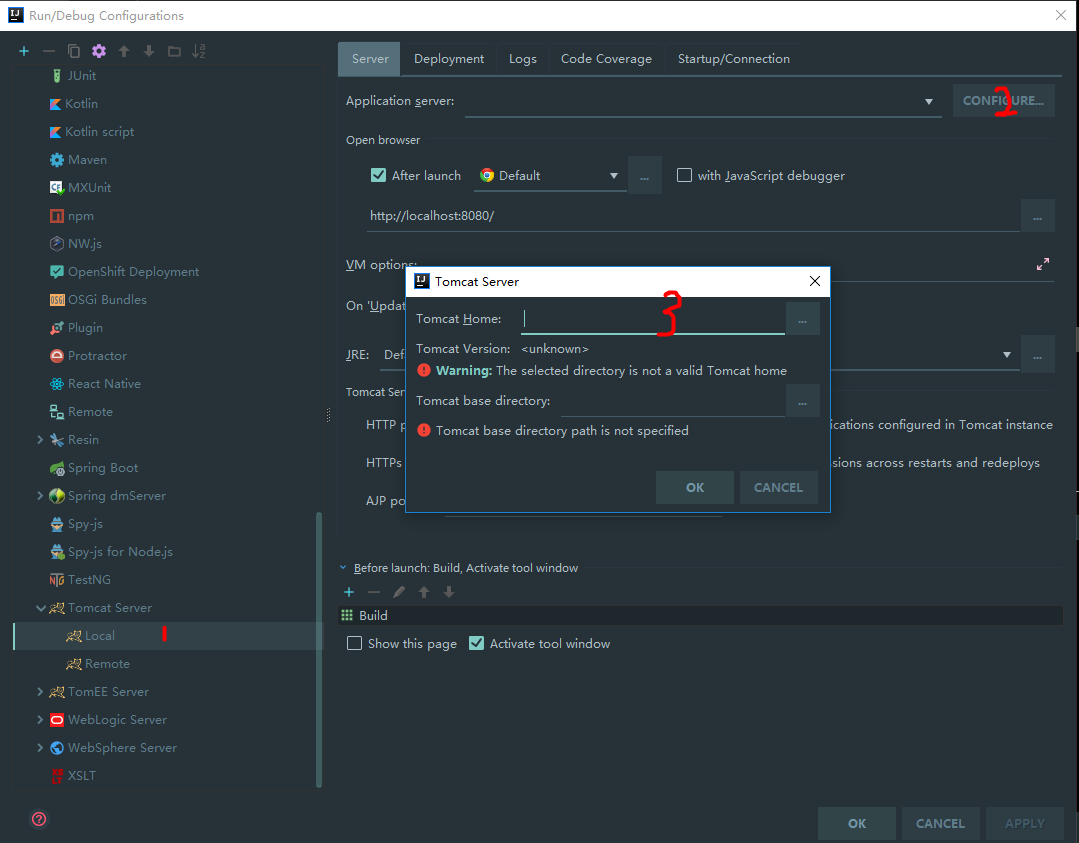 Run/Debug Configurations
JUnit
Kotlin
Kotlin script
Maven
MXUnit
npm
NW.js
OpenShift Deployment
OSGi Bundles
Plugin
Protractor
React Native
Remote
Resin
Spring Boot
Spring dmServer
Spy-js
Spy-js for Node.js
TestNG
Tomcat Server
Local 1
Remote
TomEE Server
WebLogic Server
WebSphere Server
XSLT
Server Deployment Logs Code Coverage Startup/Connection
Application server: CONFIGURE... 2
Open browser
After launch Default ... with JavaScript debugger
http://localhost:8080/ ...
VM options:
On 'Updat
JRE: Def ...
Tomcat Ser
HTTP p ications configured in Tomcat instance
HTTPs sions across restarts and redeploys
AJP po
Tomcat Server
Tomcat Home: 3 ...
Tomcat Version: <unknown>
Warning: The selected directory is not a valid Tomcat home
Tomcat base directory: ...
Tomcat base directory path is not specified
OK CANCEL
Before launch: Build, Activate tool window
Build
Show this page Activate tool window
OK CANCEL APPLY